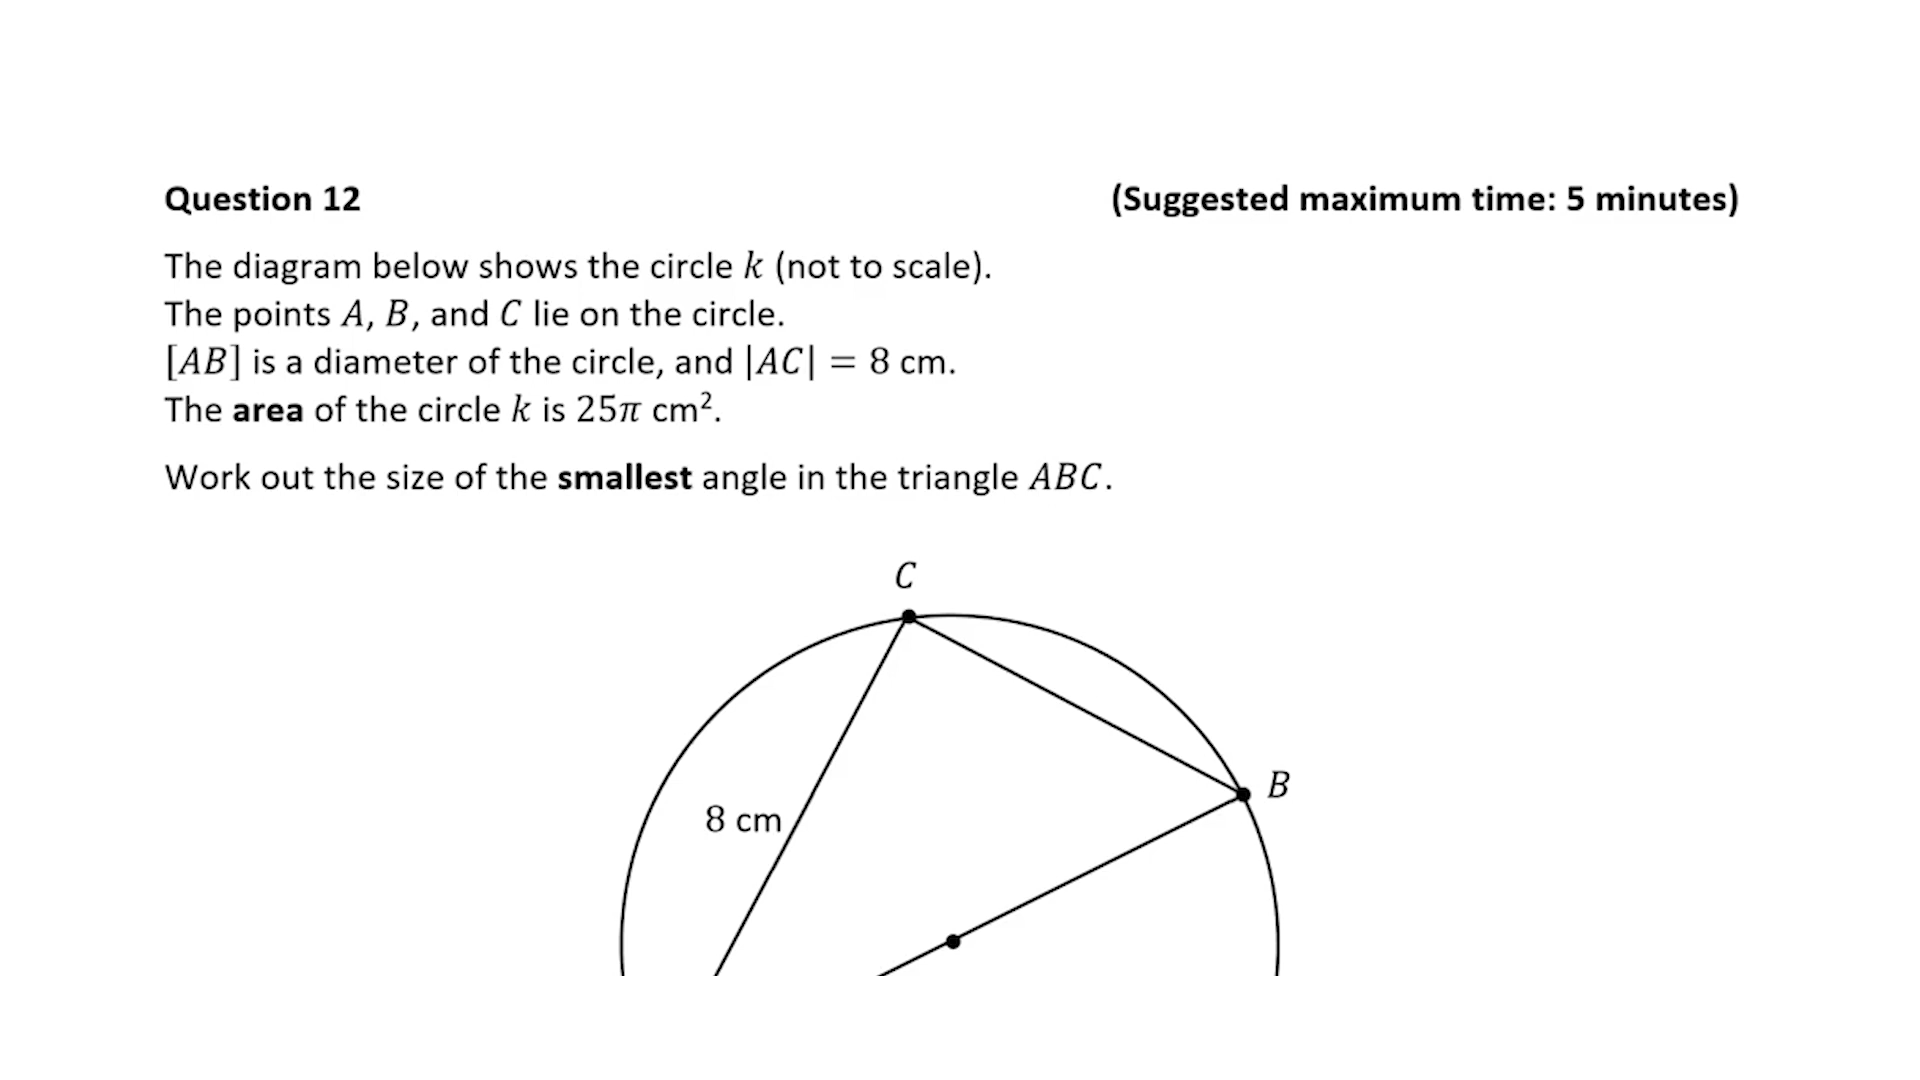 Question 12 (Suggested maximum time: 5 minutes)
The diagram below shows the circle k (not to scale).
The points A, B, and C lie on the circle.
[AB] is a diameter of the circle, and |AC| = 8 cm.
The area of the circle k is 25π cm².
Work out the size of the smallest angle in the triangle ABC.
C
B
8 cm